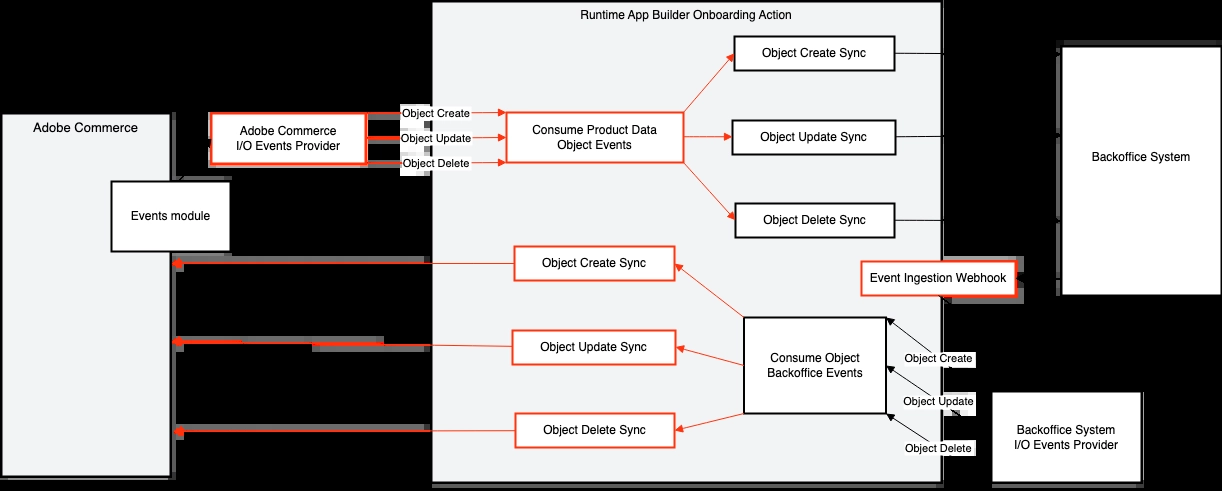 Runtime App Builder Onboarding Action
Object Create Sync
Adobe Commerce
Adobe Commerce
I/O Events Provider
Object Create
Object Update
Object Delete
Consume Product Data
Object Events
Object Update Sync
Backoffice System
Events module
Object Delete Sync
Object Create Sync
Event Ingestion Webhook
Object Update Sync
Consume Object
Backoffice Events
Object Create
Object Update
Object Delete
Object Delete Sync
Backoffice System
I/O Events Provider